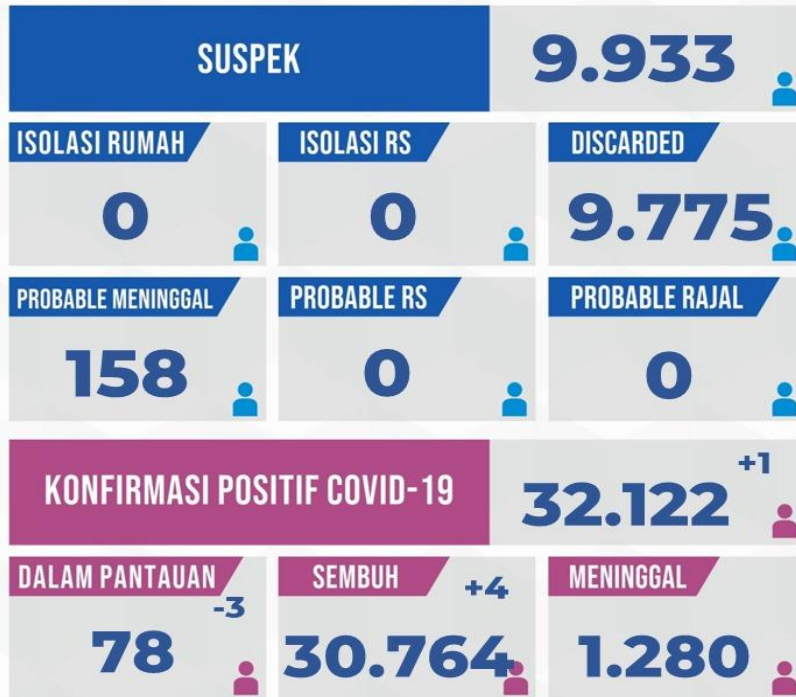 SUSPEK 9.933
ISOLASI RUMAH
0
ISOLASI RS
0
DISCARDED
9.775
PROBABLE MENINGGAL
158
PROBABLE RS
0
PROBABLE RAJAL
0
KONFIRMASI POSITIF COVID-19 32.122 +1
DALAM PANTAUAN
-3
78
SEMBUH
+4
30.764
MENINGGAL
1.280